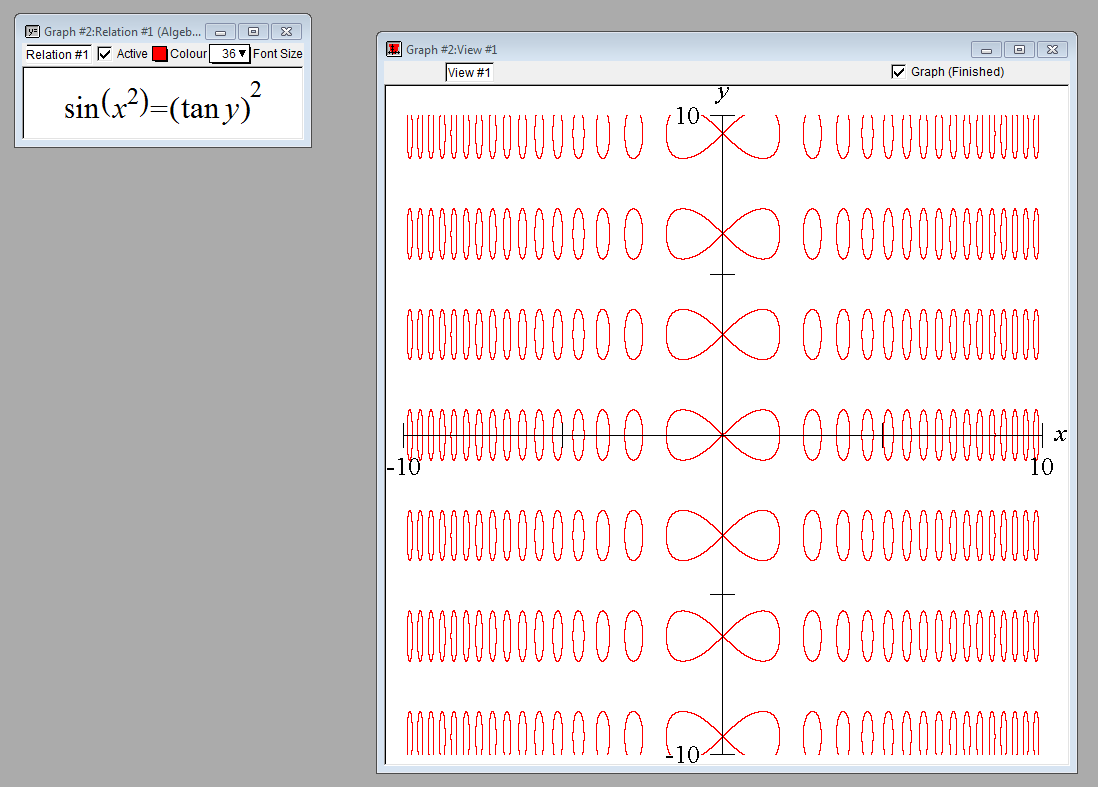 Graph #2:Relation #1 (Algeb...
Relation #1 Active Colour 36 Font Size
sin(x²)=(tan y)²
Graph #2:View #1
View #1 Graph (Finished)
y
10
x
-10 10
-10